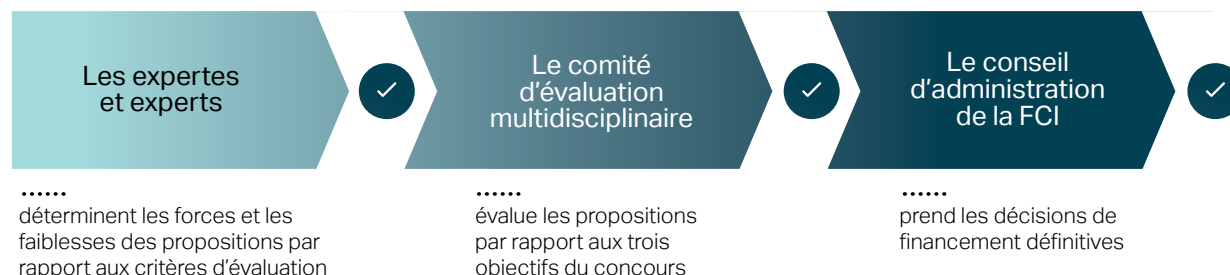 Les expertes
et experts
Le comité
d'évaluation
multidisciplinaire
Le conseil
d'administration
de la FCI
......
déterminent les forces et les
faiblesses des propositions par
rapport aux critères d'évaluation
......
évalue les propositions
par rapport aux trois
objectifs du concours
......
prend les décisions de
financement définitives